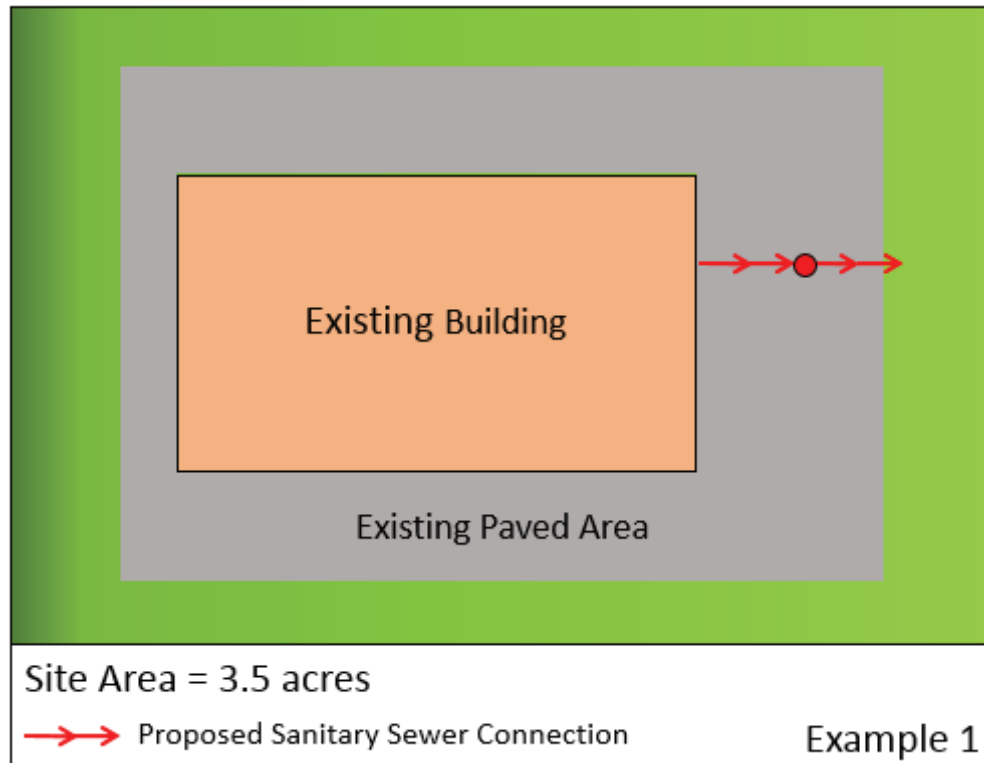 Existing Building
Existing Paved Area
Site Area = 3.5 acres
Proposed Sanitary Sewer Connection
Example 1